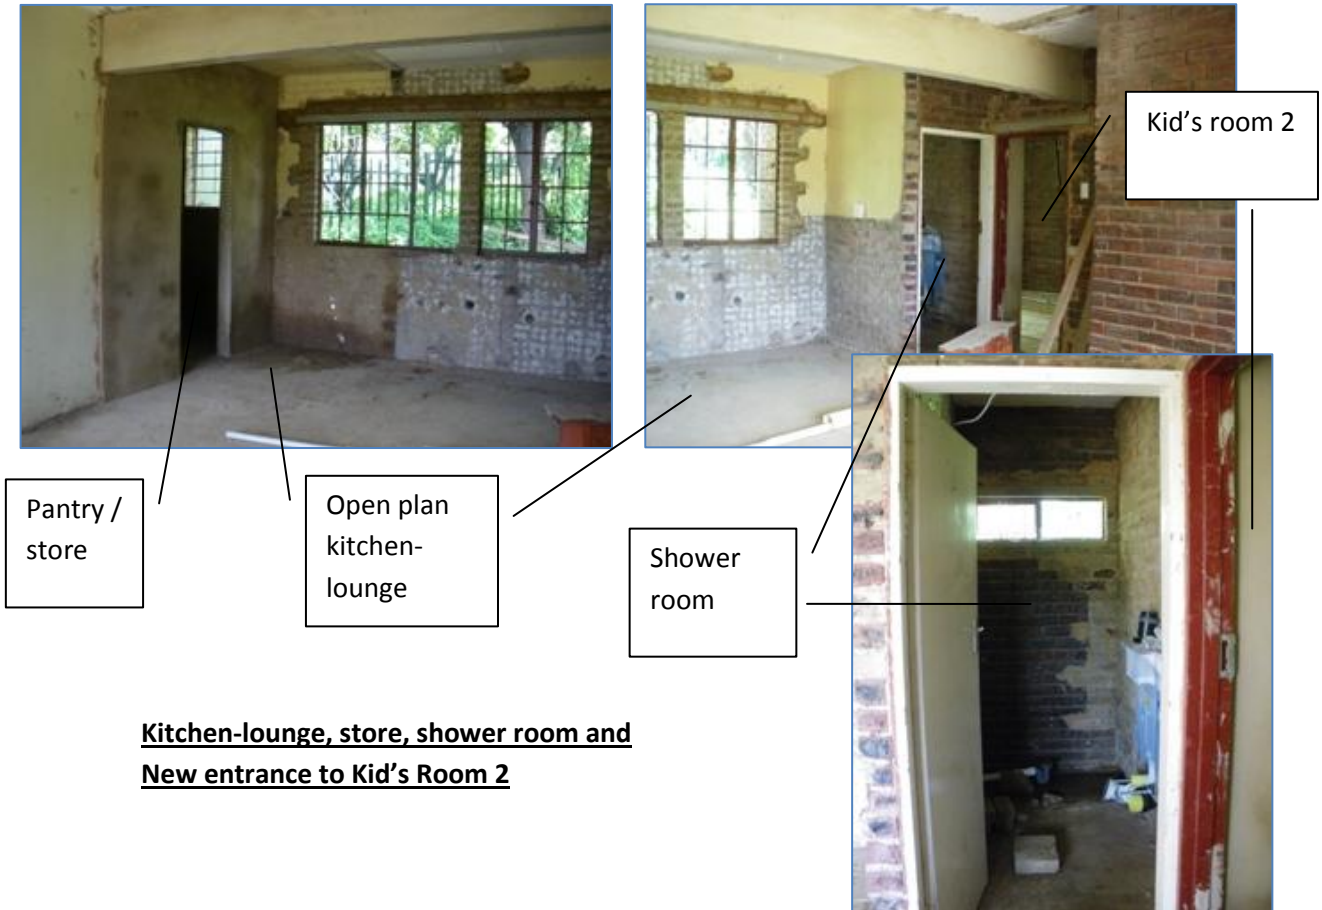 Kid's room 2
Pantry /
store
Open plan
kitchen-
lounge
Shower
room
Kitchen-lounge, store, shower room and
New entrance to Kid's Room 2